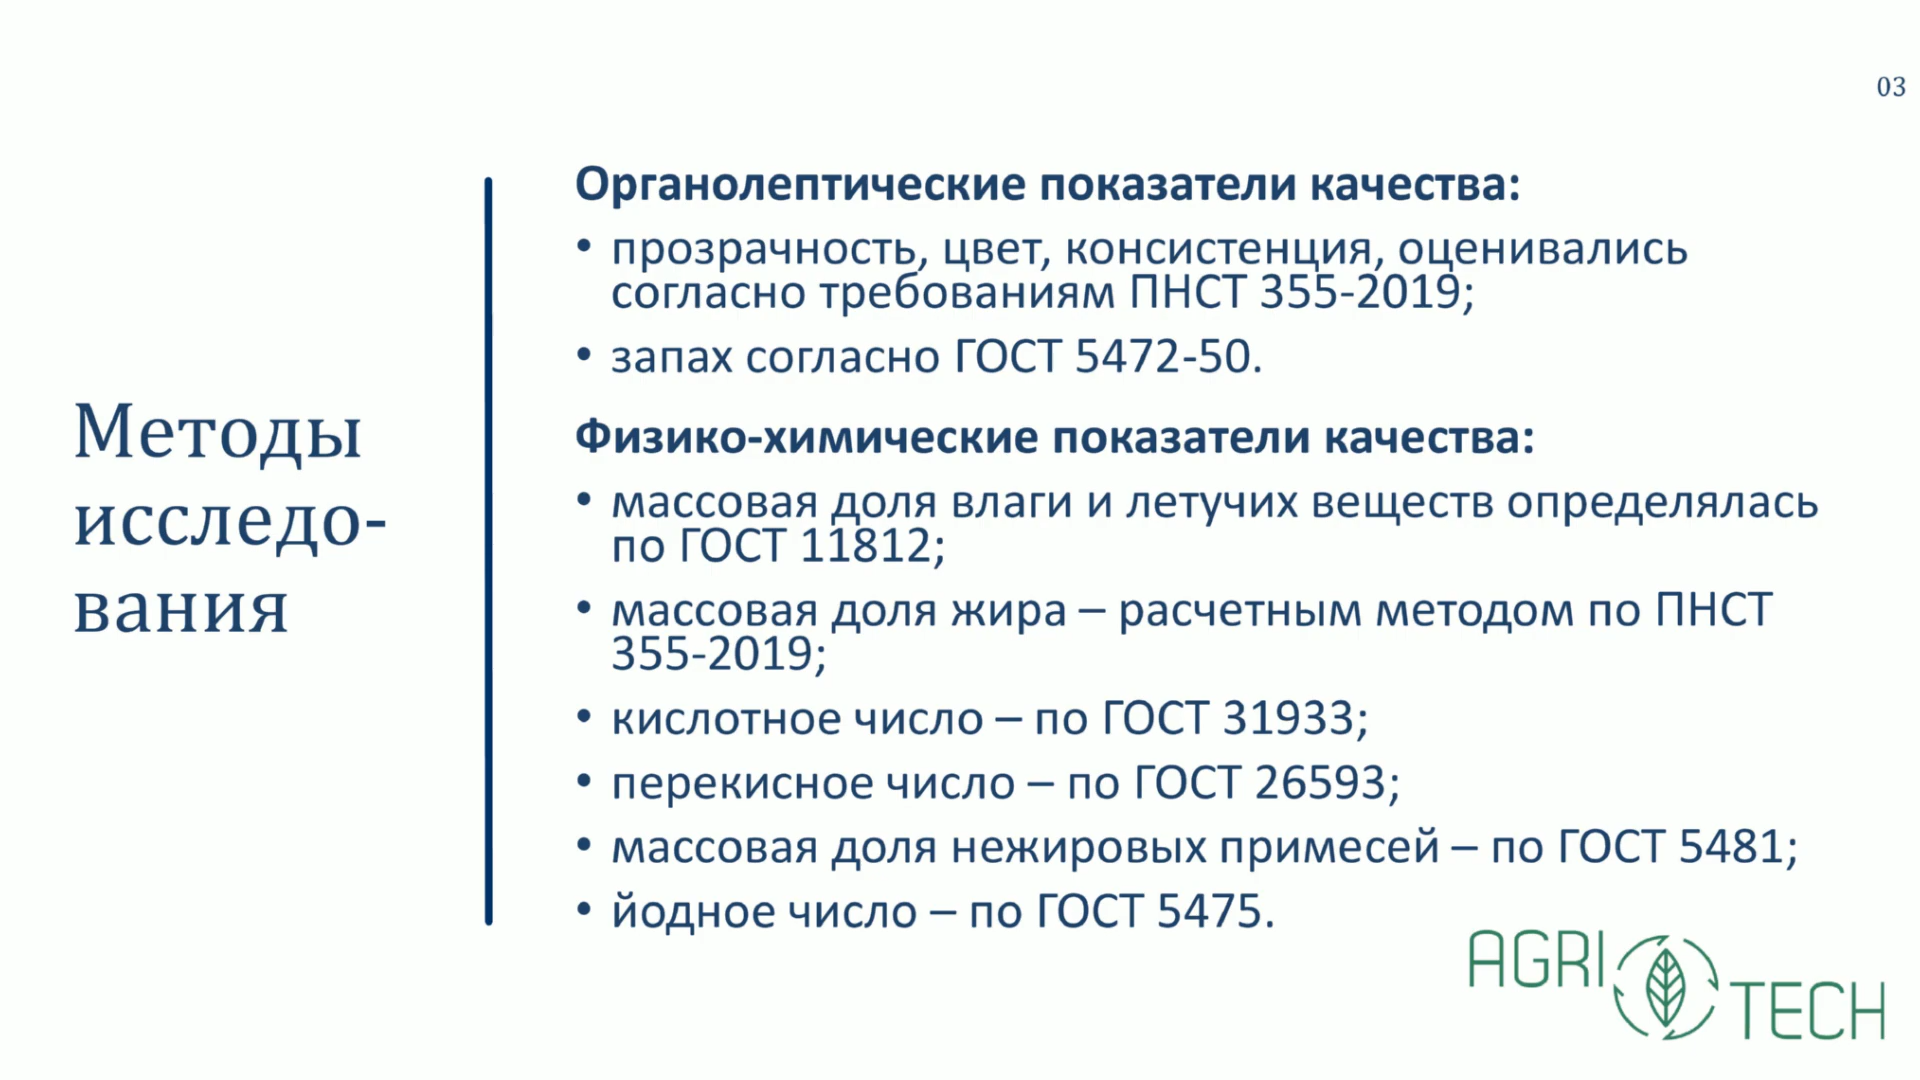 03
Методы
исследо-
вания
Органолептические показатели качества:
• прозрачность, цвет, консистенция, оценивались
согласно требованиям ПНСТ 355-2019;
• запах согласно ГОСТ 5472-50.
Физико-химические показатели качества:
• массовая доля влаги и летучих веществ определялась
по ГОСТ 11812;
• массовая доля жира – расчетным методом по ПНСТ
355-2019;
• кислотное число – по ГОСТ 31933;
• перекисное число – по ГОСТ 26593;
• массовая доля нежировых примесей – по ГОСТ 5481;
• йодное число – по ГОСТ 5475.
AGRI
TECH